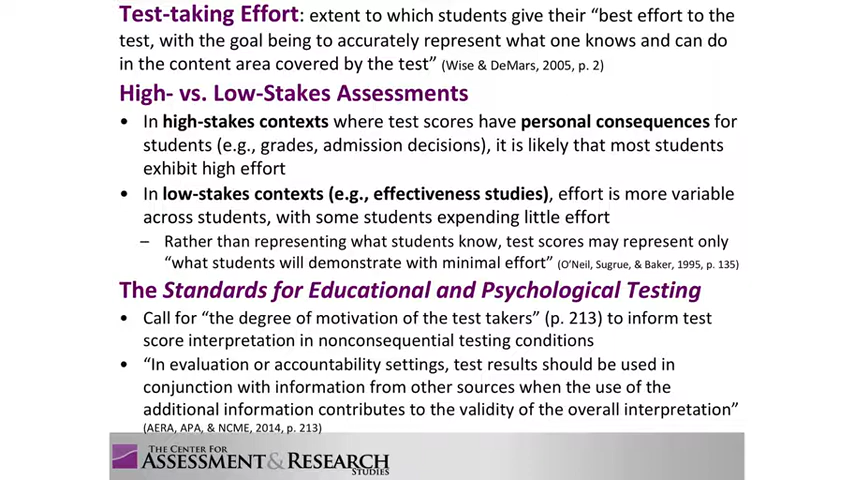 Test-taking Effort: extent to which students give their “best effort to the
test, with the goal being to accurately represent what one knows and can do
in the content area covered by the test” (Wise & DeMars, 2005, p. 2)
High- vs. Low-Stakes Assessments
• In high-stakes contexts where test scores have personal consequences for
students (e.g., grades, admission decisions), it is likely that most students
exhibit high effort
• In low-stakes contexts (e.g., effectiveness studies), effort is more variable
across students, with some students expending little effort
– Rather than representing what students know, test scores may represent only
“what students will demonstrate with minimal effort” (O’Neil, Sugrue, & Baker, 1995, p. 135)
The Standards for Educational and Psychological Testing
• Call for “the degree of motivation of the test takers” (p. 213) to inform test
score interpretation in nonconsequential testing conditions
• “In evaluation or accountability settings, test results should be used in
conjunction with information from other sources when the use of the
additional information contributes to the validity of the overall interpretation”
(AERA, APA, & NCME, 2014, p. 213)
THE CENTER FOR
ASSESSMENT & RESEARCH
STUDIES